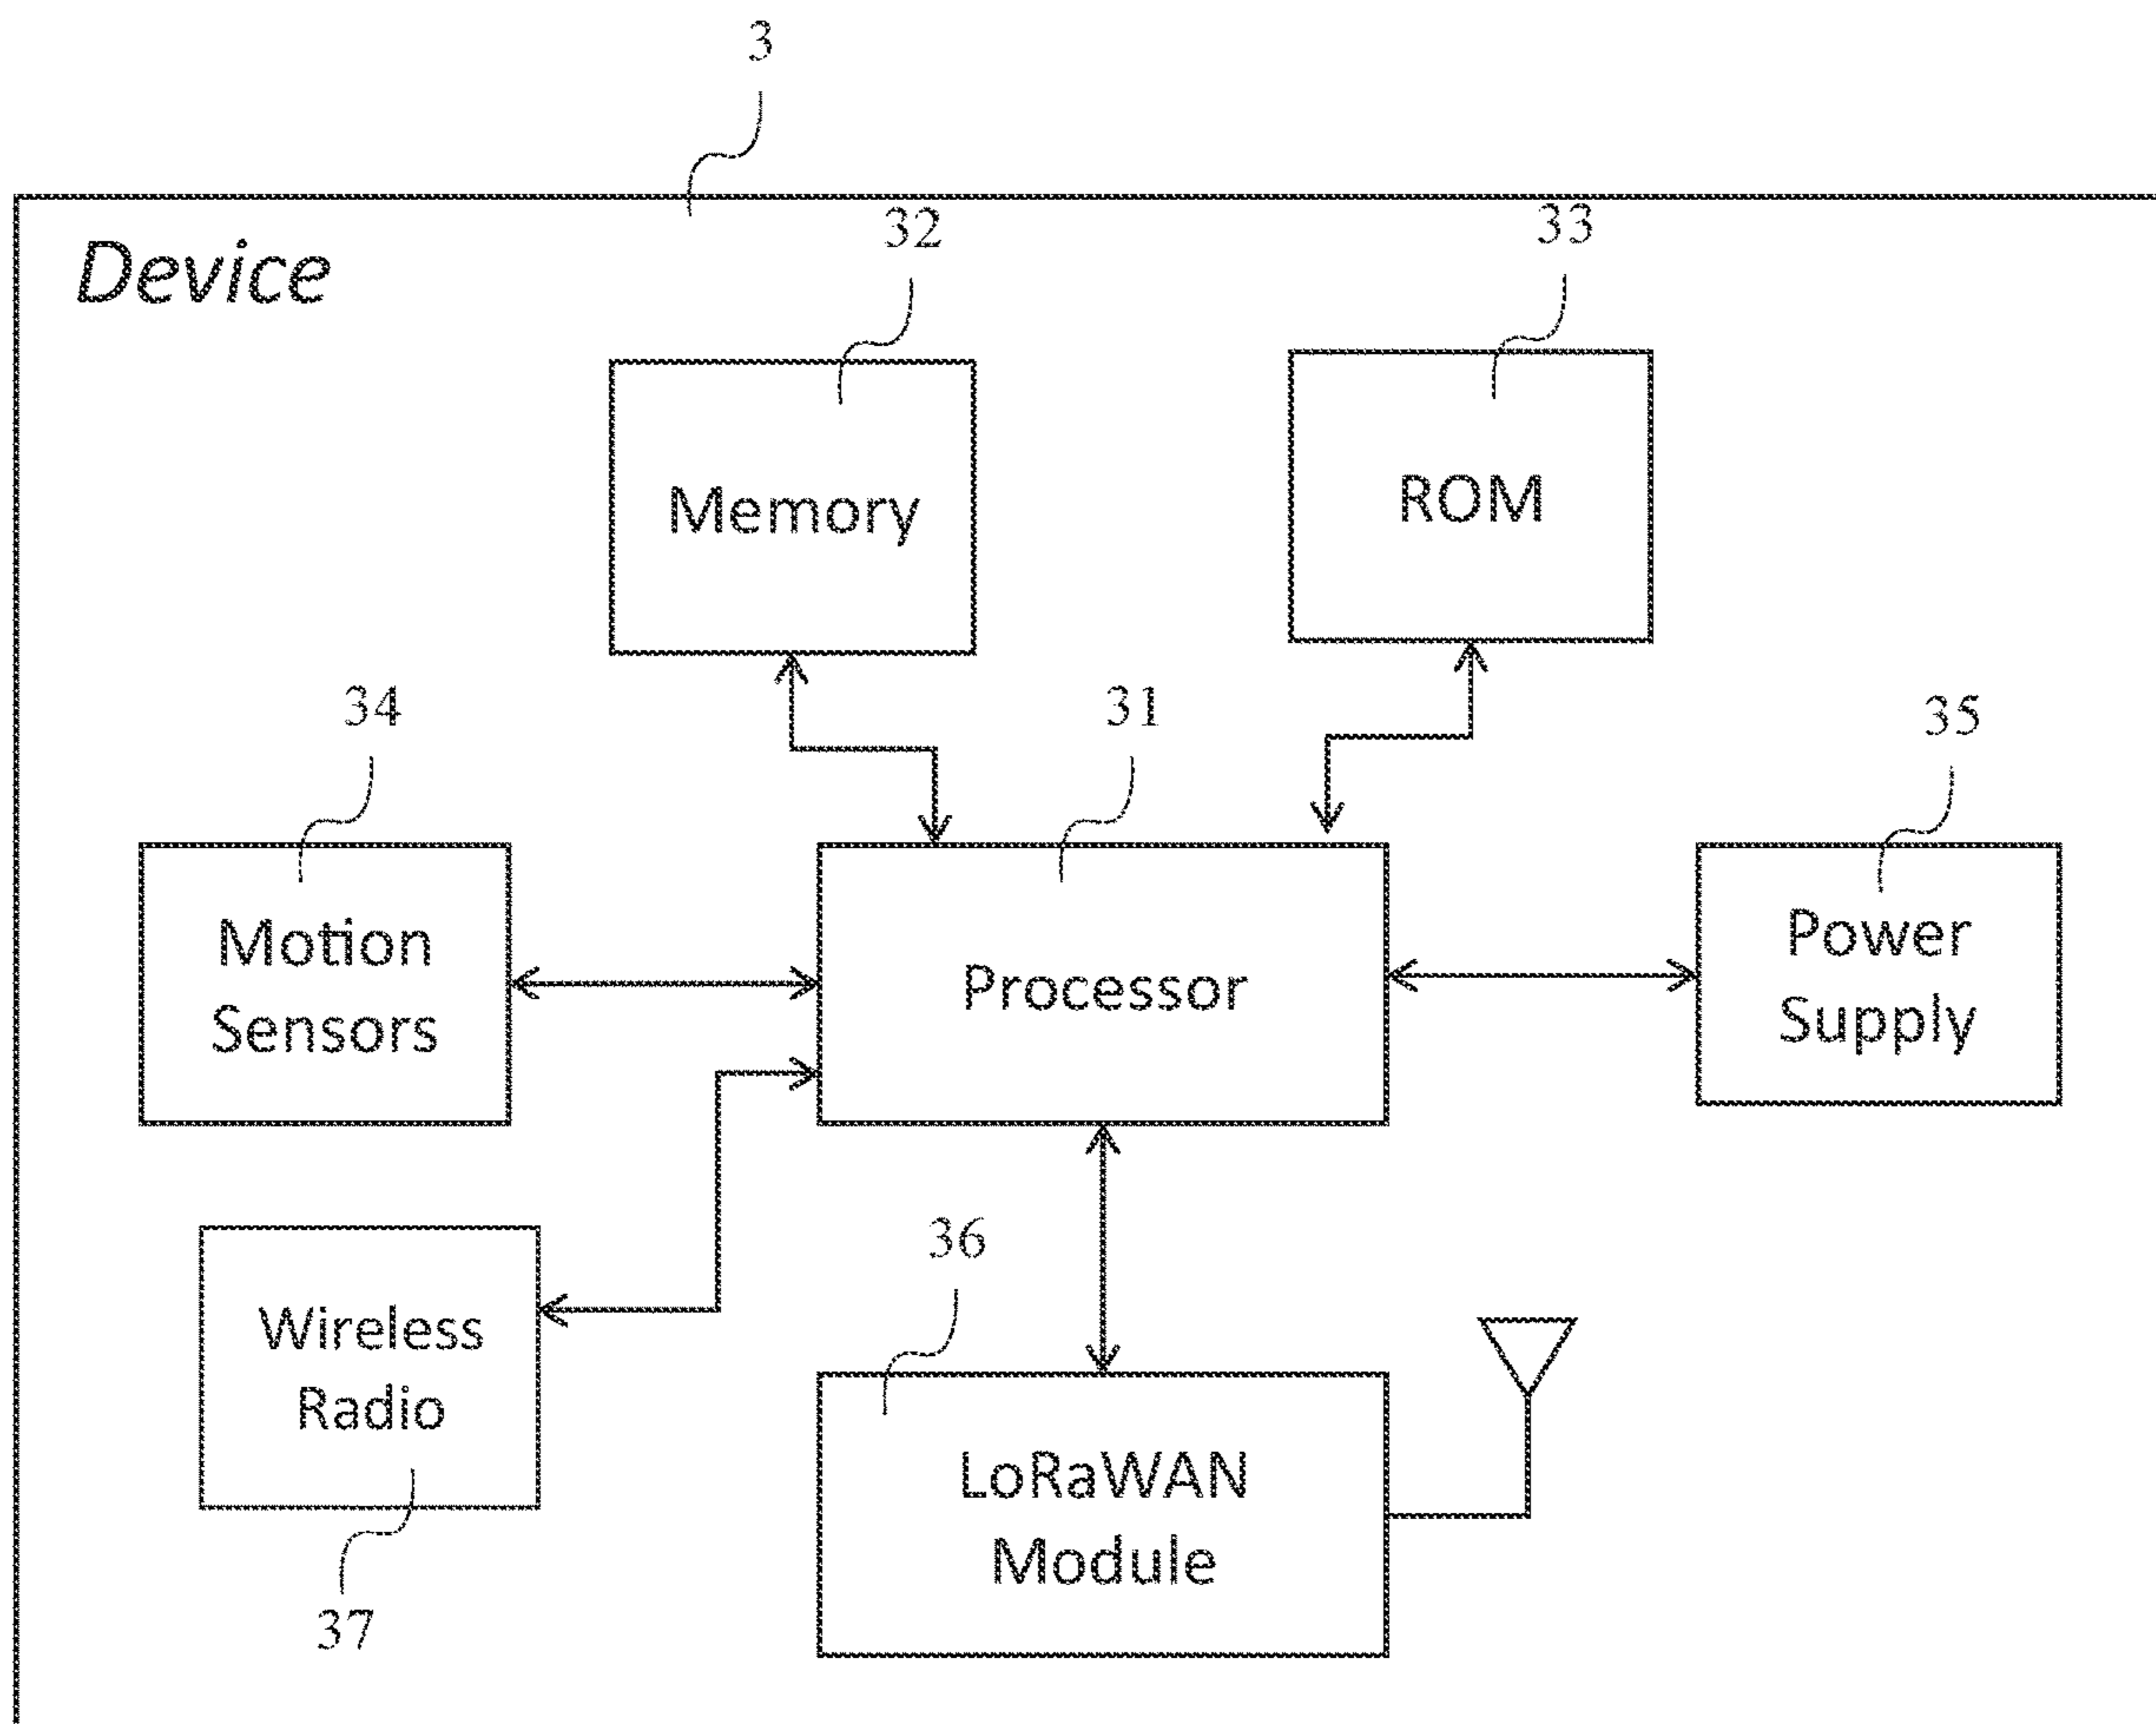 3
Device
32
33
Memory
ROM
34
31
35
Motion
Sensors
Processor
Power
Supply
36
Wireless
Radio
37
LoRaWAN
Module